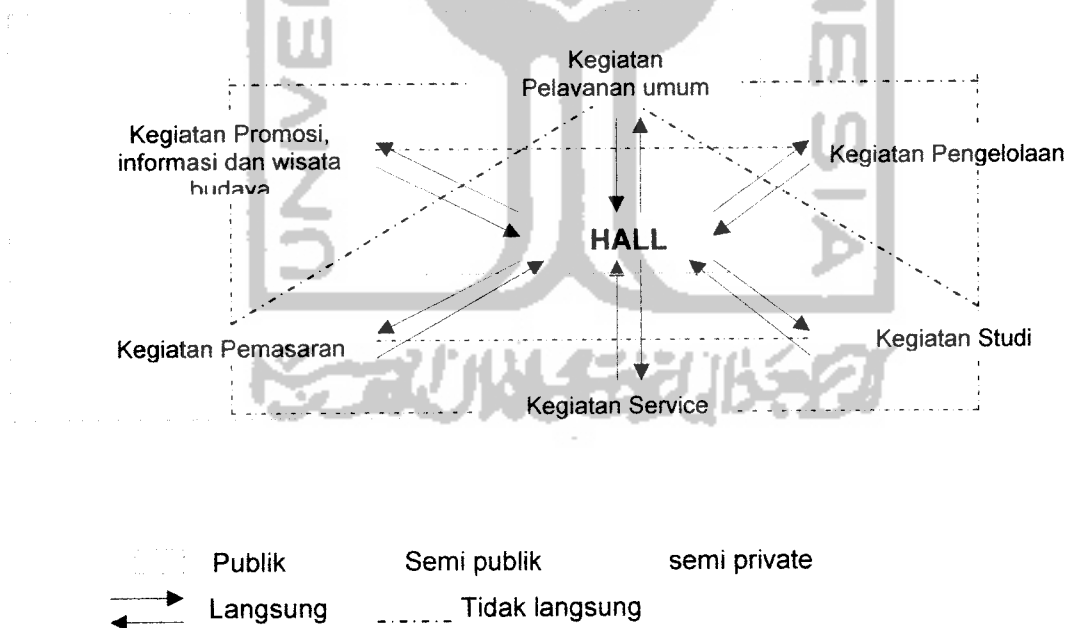 Kegiatan
Pelayanan umum
Kegiatan Promosi,
informasi dan wisata
budaya
Kegiatan Pengelolaan
HALL
Kegiatan Pemasaran
Kegiatan Studi
Kegiatan Service
Publik
Semi publik
semi private
Langsung
Tidak langsung